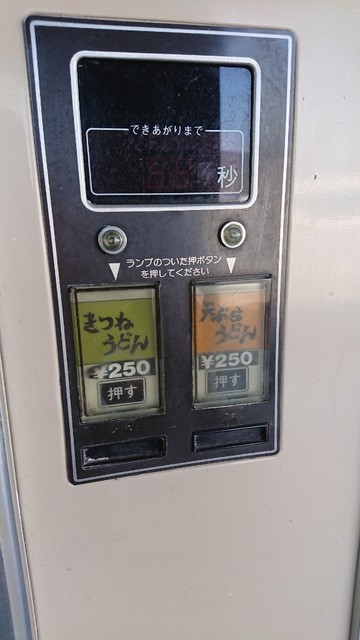 できあがりまで
秒
ランプのついた押ボタン
を押してください
きつね
うどん
¥250
押す
天ぷら
うどん
¥250
押す